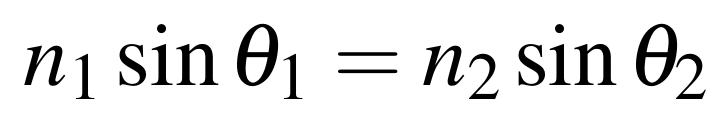 n₁ sin θ₁ = n₂ sin θ₂